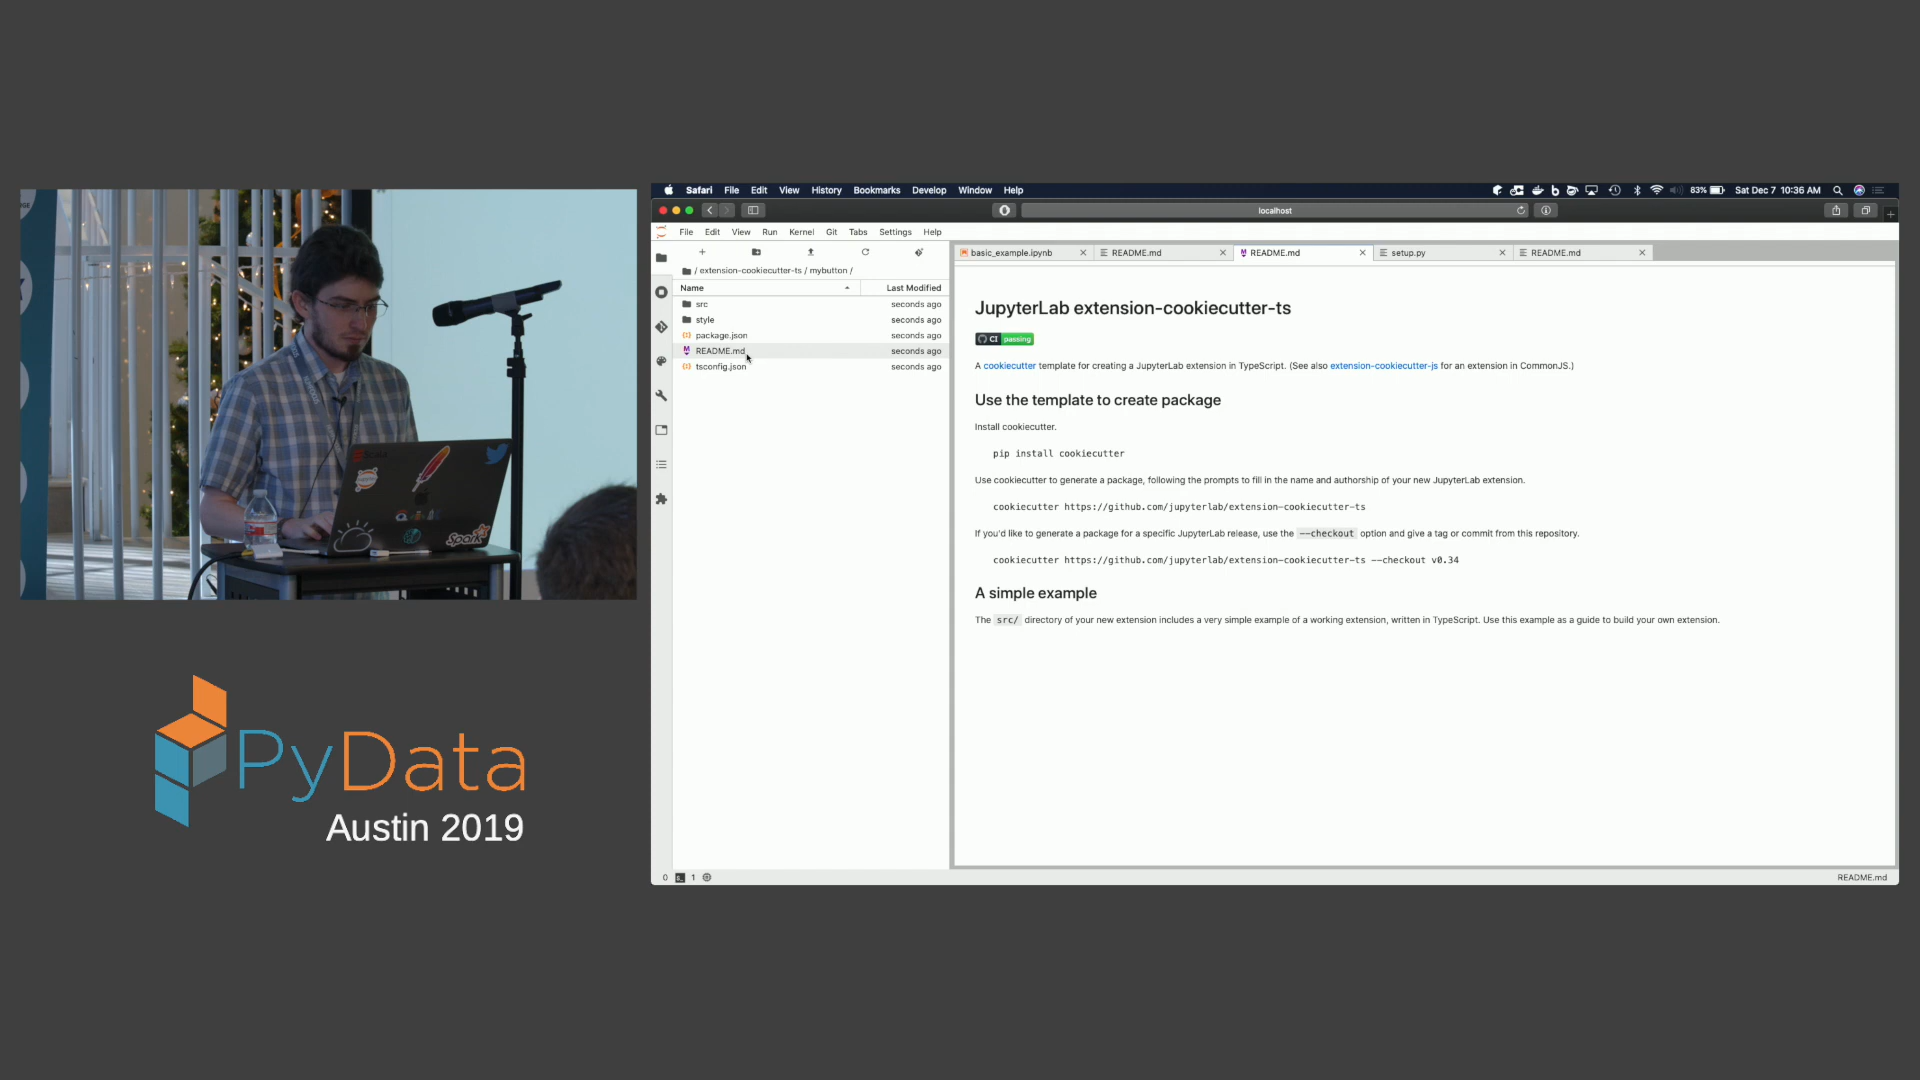 Safari File Edit View History Bookmarks Develop Window Help 83% Sat Dec 7 10:36 AM
localhost
File Edit View Run Kernel Git Tabs Settings Help
/ extension-cookiecutter-ts / mybutton /
Name Last Modified
src seconds ago
style seconds ago
package.json seconds ago
README.md seconds ago
tsconfig.json seconds ago
basic_example.ipynb README.md README.md setup.py README.md
JupyterLab extension-cookiecutter-ts
CI passing
A cookiecutter template for creating a JupyterLab extension in TypeScript. (See also extension-cookiecutter-js for an extension in CommonJS.)
Use the template to create package
Install cookiecutter.
pip install cookiecutter
Use cookiecutter to generate a package, following the prompts to fill in the name and authorship of your new JupyterLab extension.
cookiecutter https://github.com/jupyterlab/extension-cookiecutter-ts
If you'd like to generate a package for a specific JupyterLab release, use the --checkout option and give a tag or commit from this repository.
cookiecutter https://github.com/jupyterlab/extension-cookiecutter-ts --checkout v0.34
A simple example
The src/ directory of your new extension includes a very simple example of a working extension, written in TypeScript. Use this example as a guide to build your own extension.
0 1
README.md
Spark
PyData
Austin 2019